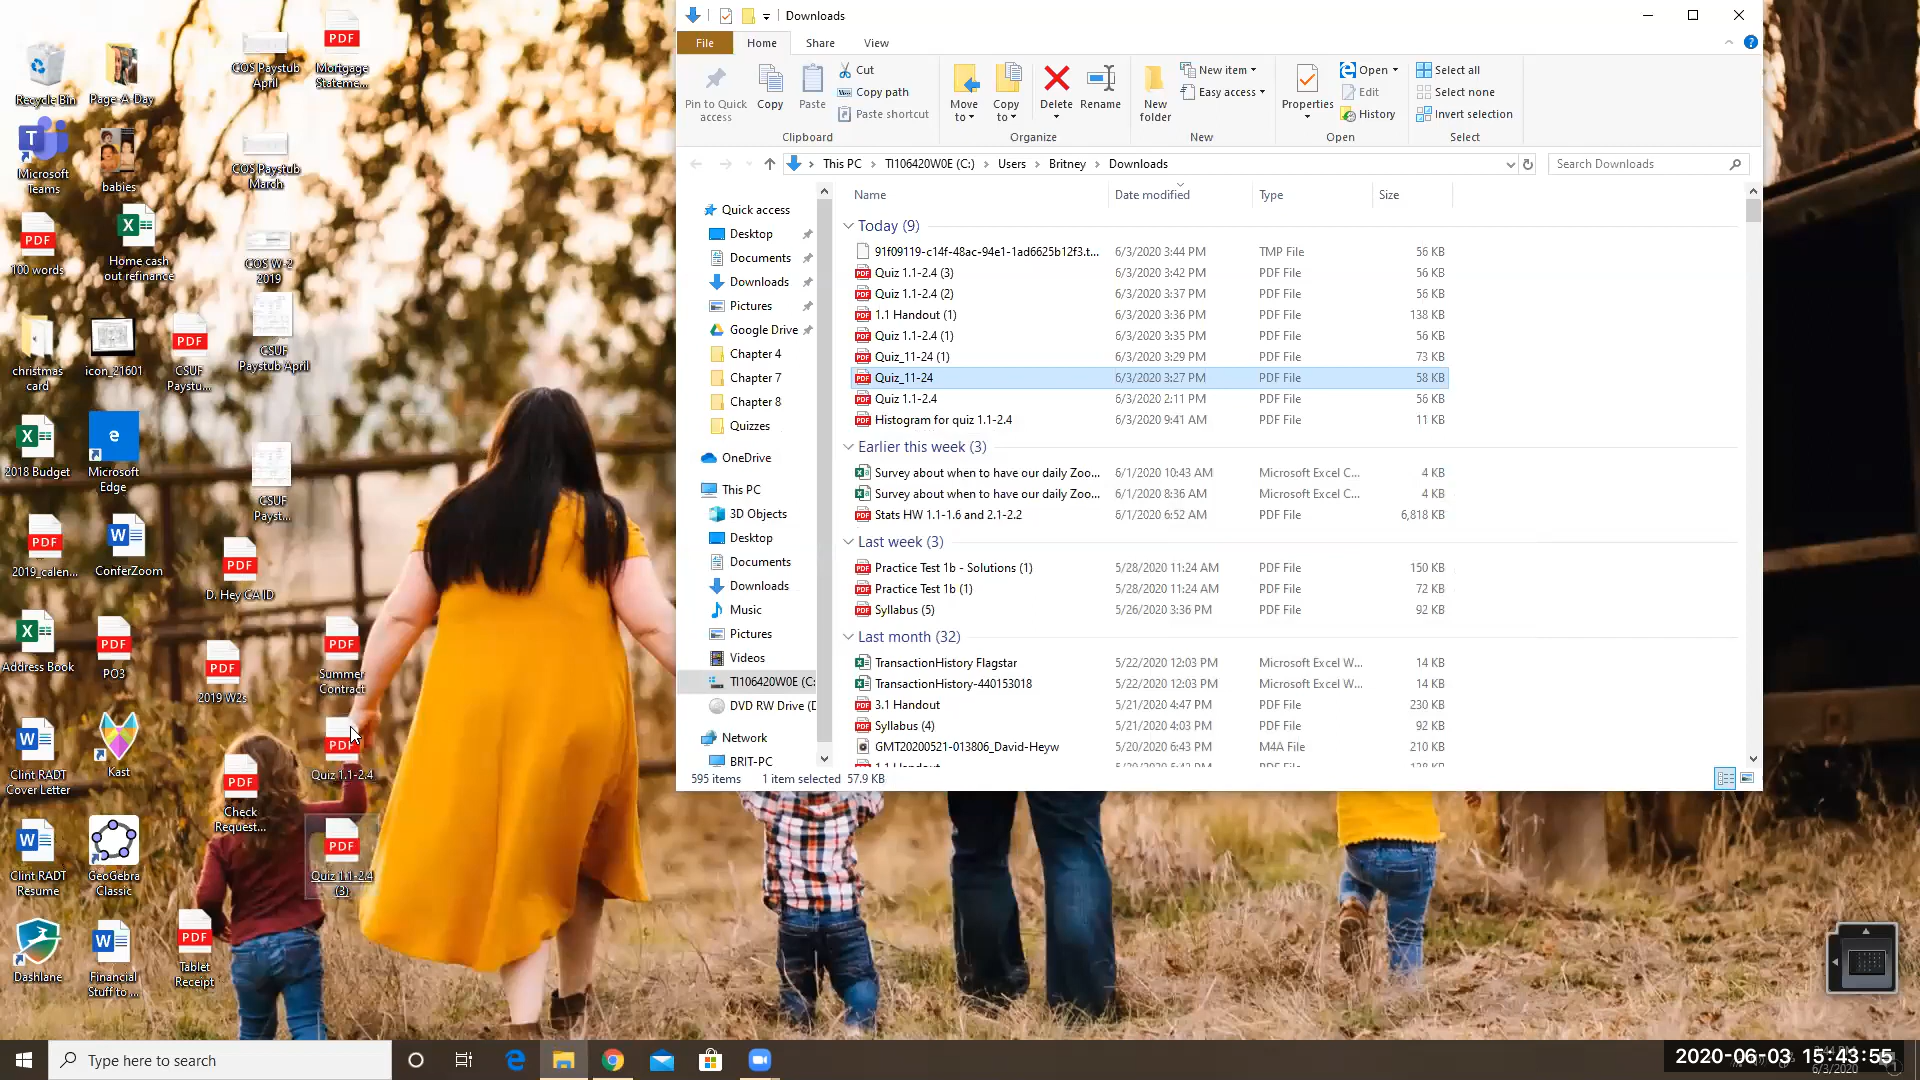 Recycle Bin
Page-A-Day
COS Paystub
April
PDF
Mortgage
Stateme...
Microsoft
Teams
babies
COS Paystub
March
PDF
100 words
Home cash
out refinance
COS W-2
2019
christmas
card
icon_21601
PDF
CSUF
Paystu...
CSUF
Paystub April
2018 Budget
Microsoft
Edge
CSUF
Payst...
PDF
2019_calen...
ConferZoom
PDF
D. Hey CA ID
Address Book
PDF
PO3
PDF
2019 W2s
PDF
Summer
Contract
Clint RADT
Cover Letter
Kast
PDF
Check
Request...
PDF
Quiz 1.1-2.4
Clint RADT
Resume
GeoGebra
Classic
PDF
Quiz 1.1-2.4
(3)
Dashlane
Financial
Stuff to ...
PDF
Tablet
Receipt
Downloads
File
Home
Share
View
Pin to Quick
access
Copy
Paste
Cut
Copy path
Paste shortcut
Clipboard
Move
to
Copy
to
Delete
Rename
Organize
New
folder
New item
Easy access
New
Properties
Open
Edit
History
Open
Select all
Select none
Invert selection
Select
This PC > TI106420W0E (C:) > Users > Britney > Downloads
Search Downloads
Quick access
Desktop
Documents
Downloads
Pictures
Google Drive
Chapter 4
Chapter 7
Chapter 8
Quizzes
OneDrive
This PC
3D Objects
Desktop
Documents
Downloads
Music
Pictures
Videos
TI106420W0E (C:
DVD RW Drive (D
Network
BRIT-PC
Name Date modified Type Size
Today (9)
91f09119-c14f-48ac-94e1-1ad6625b12f3.t... 6/3/2020 3:44 PM TMP File 56 KB
Quiz 1.1-2.4 (3) 6/3/2020 3:42 PM PDF File 56 KB
Quiz 1.1-2.4 (2) 6/3/2020 3:37 PM PDF File 56 KB
1.1 Handout (1) 6/3/2020 3:36 PM PDF File 138 KB
Quiz 1.1-2.4 (1) 6/3/2020 3:35 PM PDF File 56 KB
Quiz_11-24 (1) 6/3/2020 3:29 PM PDF File 73 KB
Quiz_11-24 6/3/2020 3:27 PM PDF File 58 KB
Quiz 1.1-2.4 6/3/2020 2:11 PM PDF File 56 KB
Histogram for quiz 1.1-2.4 6/3/2020 9:41 AM PDF File 11 KB
Earlier this week (3)
Survey about when to have our daily Zoo... 6/1/2020 10:43 AM Microsoft Excel C... 4 KB
Survey about when to have our daily Zoo... 6/1/2020 8:36 AM Microsoft Excel C... 4 KB
Stats HW 1.1-1.6 and 2.1-2.2 6/1/2020 6:52 AM PDF File 6,818 KB
Last week (3)
Practice Test 1b - Solutions (1) 5/28/2020 11:24 AM PDF File 150 KB
Practice Test 1b (1) 5/28/2020 11:24 AM PDF File 72 KB
Syllabus (5) 5/26/2020 3:36 PM PDF File 92 KB
Last month (32)
TransactionHistory Flagstar 5/22/2020 12:03 PM Microsoft Excel W... 14 KB
TransactionHistory-440153018 5/22/2020 12:03 PM Microsoft Excel W... 14 KB
3.1 Handout 5/21/2020 4:47 PM PDF File 230 KB
Syllabus (4) 5/21/2020 4:03 PM PDF File 92 KB
GMT20200521-013806_David-Heyw 5/20/2020 6:43 PM M4A File 210 KB
595 items 1 item selected 57.9 KB
Type here to search
2020-06-03 15:43:55
6/3/2020